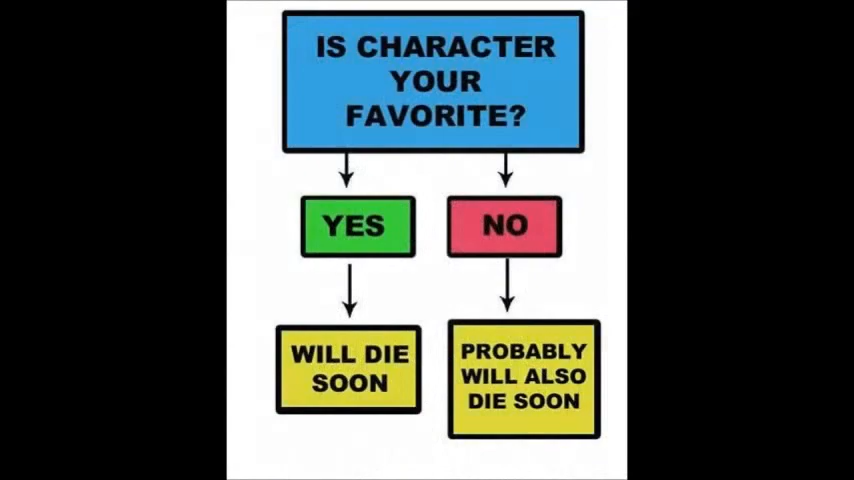 IS CHARACTER
YOUR
FAVORITE?
YES
NO
WILL DIE
SOON
PROBABLY
WILL ALSO
DIE SOON